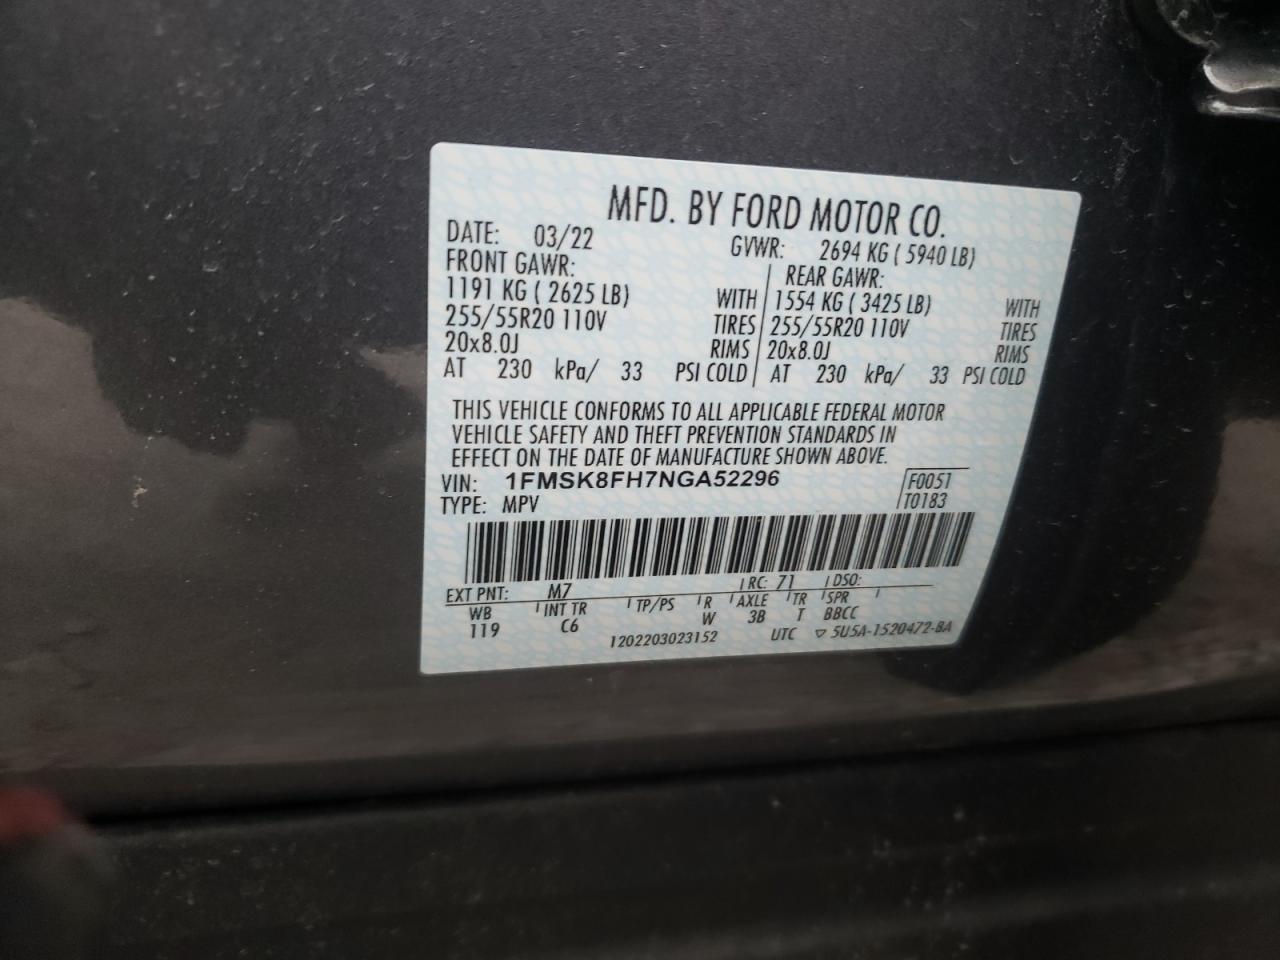 MFD. BY FORD MOTOR CO.
DATE: 03/22 GVWR: 2694 KG ( 5940 LB)
FRONT GAWR: REAR GAWR:
1191 KG ( 2625 LB) WITH 1554 KG ( 3425 LB) WITH
255/55R20 110V TIRES 255/55R20 110V TIRES
20x8.0J RIMS 20x8.0J RIMS
AT 230 kPa/ 33 PSI COLD AT 230 kPa/ 33 PSI COLD
THIS VEHICLE CONFORMS TO ALL APPLICABLE FEDERAL MOTOR
VEHICLE SAFETY AND THEFT PREVENTION STANDARDS IN
EFFECT ON THE DATE OF MANUFACTURE SHOWN ABOVE.
VIN: 1FMSK8FH7NGA52296 F0051
TYPE: MPV T0183
EXT PNT: M7 RC: 71 DSO:
WB INT TR TP/PS R AXLE TR SPR
119 C6 W 3B T BBCC
1202203023152 UTC ▽ 5U5A-1520472-BA